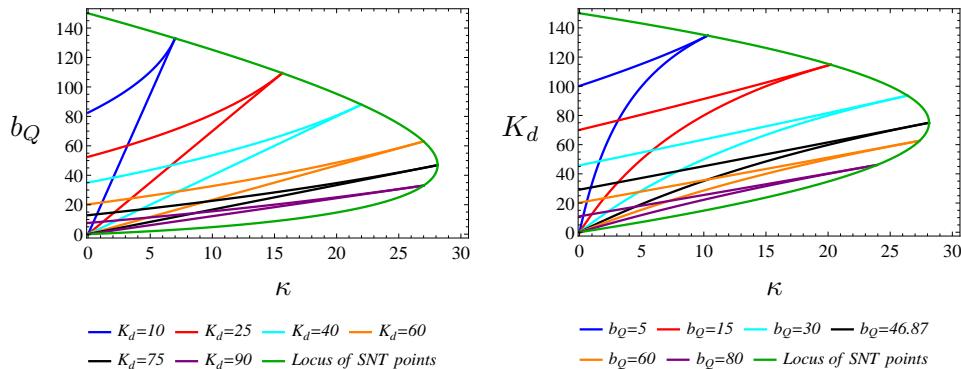 140
120
100
80
60
40
20
0
b_Q
0 5 10 15 20 25 30
κ
K_d=10 K_d=25 K_d=40 K_d=60
K_d=75 K_d=90 Locus of SNT points
140
120
100
80
60
40
20
0
K_d
0 5 10 15 20 25 30
κ
b_Q=5 b_Q=15 b_Q=30 b_Q=46.87
b_Q=60 b_Q=80 Locus of SNT points